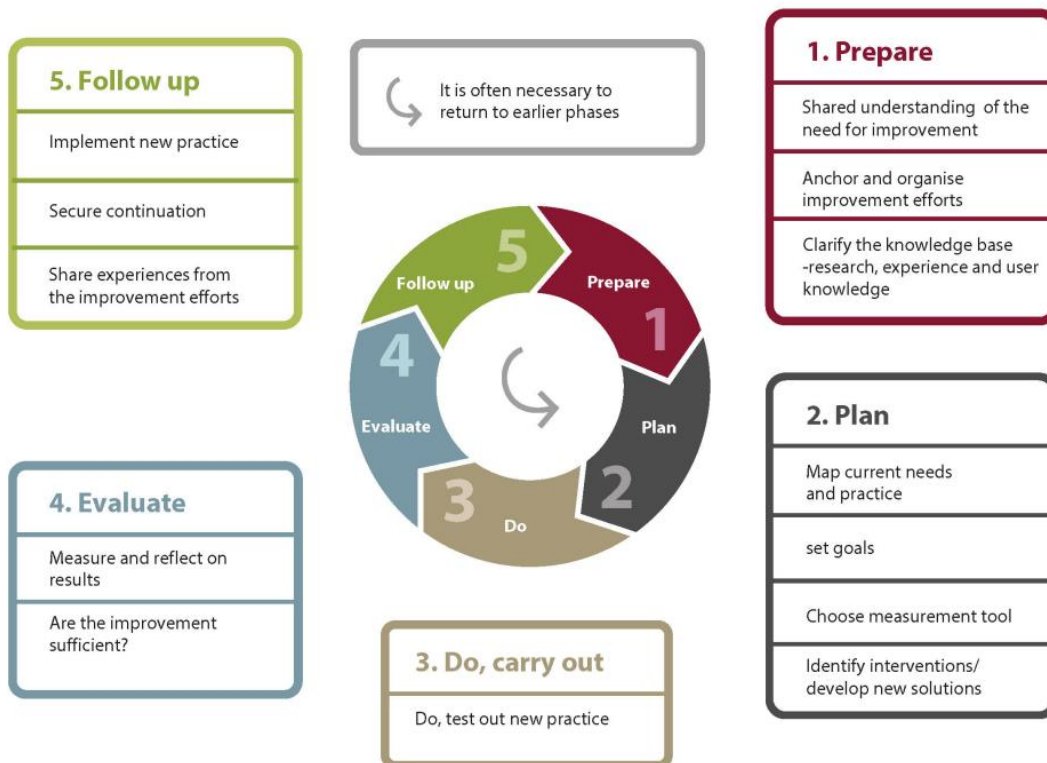 5. Follow up
Implement new practice
Secure continuation
Share experiences from
the improvement efforts
It is often necessary to
return to earlier phases
1. Prepare
Shared understanding of the
need for improvement
Anchor and organise
improvement efforts
Clarify the knowledge base
-research, experience and user
knowledge
5
Follow up
Prepare
1
4
Evaluate
Plan
2
3
Do
2. Plan
Map current needs
and practice
set goals
Choose measurement tool
Identify interventions/
develop new solutions
4. Evaluate
Measure and reflect on
results
Are the improvement
sufficient?
3. Do, carry out
Do, test out new practice